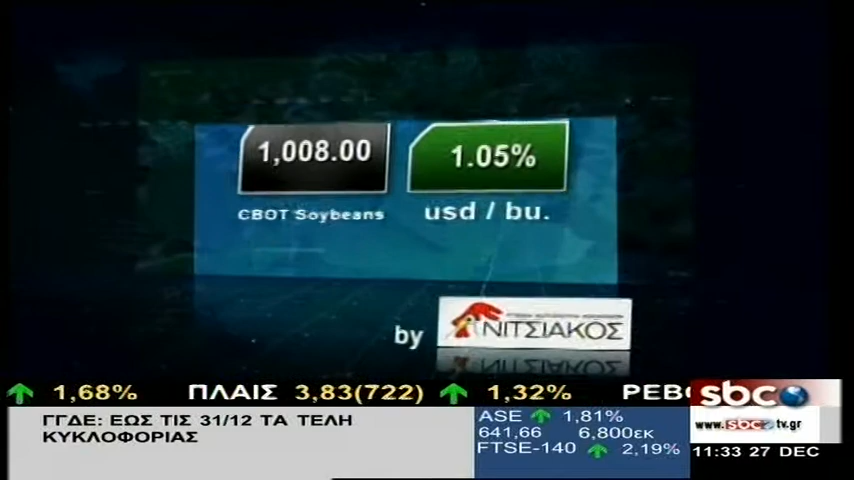 1,008.00
1.05%
CBOT Soybeans
usd / bu.
by
ΝΙΤΣΙΑΚΟΣ
1,68% ΠΛΑΙΣ 3,83(722) 1,32%
sbc
www.sbctv.gr
ΓΓΔΕ: ΕΩΣ ΤΙΣ 31/12 ΤΑ ΤΕΛΗ
ΚΥΚΛΟΦΟΡΙΑΣ
ASE 1,81%
641,66 6,800εκ
FTSE-140 2,19%
11:33 27 DEC